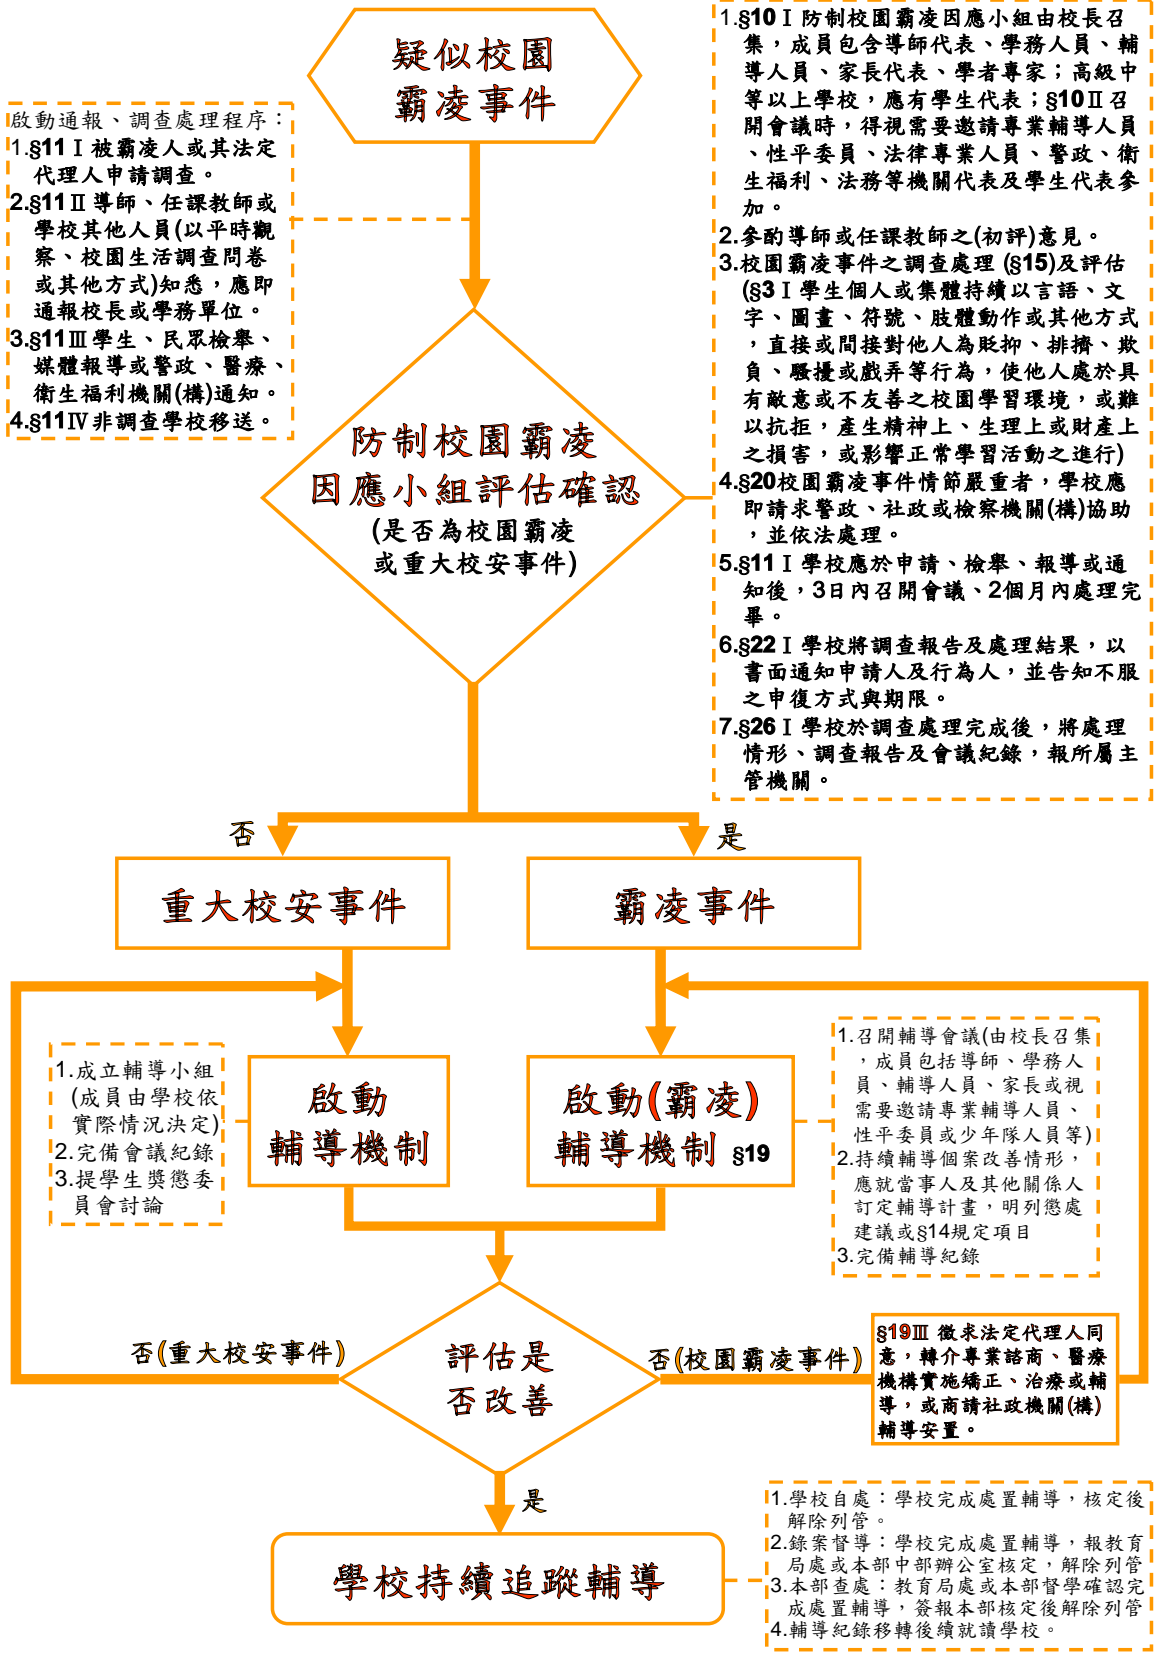 疑似校園
霸凌事件
啟動通報、調查處理程序：
1.§11Ⅰ被霸凌人或其法定
代理人申請調查。
2.§11Ⅱ導師、任課教師或
學校其他人員(以平時觀
察、校園生活調查問卷
或其他方式)知悉，應即
通報校長或學務單位。
3.§11Ⅲ學生、民眾檢舉、
媒體報導或警政、醫療、
衛生福利機關(構)通知。
4.§11Ⅳ非調查學校移送。
1.§10Ⅰ防制校園霸凌因應小組由校長召
集，成員包含導師代表、學務人員、輔
導人員、家長代表、學者專家；高級中
等以上學校，應有學生代表；§10Ⅱ召
開會議時，得視需要邀請專業輔導人員
、性平委員、法律專業人員、警政、衛
生福利、法務等機關代表及學生代表參
加。
2.參酌導師或任課教師之(初評)意見。
3.校園霸凌事件之調查處理 (§15)及評估
(§3Ⅰ學生個人或集體持續以言語、文
字、圖畫、符號、肢體動作或其他方式
，直接或間接對他人為貶抑、排擠、欺
負、騷擾或戲弄等行為，使他人處於具
有敵意或不友善之校園學習環境，或難
以抗拒，產生精神上、生理上或財產上
之損害，或影響正常學習活動之進行)
4.§20校園霸凌事件情節嚴重者，學校應
即請求警政、社政或檢察機關(構)協助
，並依法處理。
5.§11Ⅰ學校應於申請、檢舉、報導或通
知後，3日內召開會議、2個月內處理完
畢。
6.§22Ⅰ學校將調查報告及處理結果，以
書面通知申請人及行為人，並告知不服
之申復方式與期限。
7.§26Ⅰ學校於調查處理完成後，將處理
情形、調查報告及會議紀錄，報所屬主
管機關。
防制校園霸凌
因應小組評估確認
(是否為校園霸凌
或重大校安事件)
否
是
重大校安事件
霸凌事件
1.成立輔導小組
(成員由學校依
實際情況決定)
2.完備會議紀錄
3.提學生獎懲委
員會討論
啟動
輔導機制
啟動(霸凌)
輔導機制 §19
1.召開輔導會議(由校長召集
，成員包括導師、學務人
員、輔導人員、家長或視
需要邀請專業輔導人員、
性平委員或少年隊人員等)
2.持續輔導個案改善情形，
應就當事人及其他關係人
訂定輔導計畫，明列懲處
建議或§14規定項目
3.完備輔導紀錄
否(重大校安事件)
評估是
否改善
否(校園霸凌事件)
§19Ⅲ 徵求法定代理人同
意，轉介專業諮商、醫療
機構實施矯正、治療或輔
導，或商請社政機關(構)
輔導安置。
是
學校持續追蹤輔導
1.學校自處：學校完成處置輔導，核定後
解除列管。
2.錄案督導：學校完成處置輔導，報教育
局處或本部中部辦公室核定，解除列管
3.本部查處：教育局處或本部督學確認完
成處置輔導，簽報本部核定後解除列管
4.輔導紀錄移轉後續就讀學校。